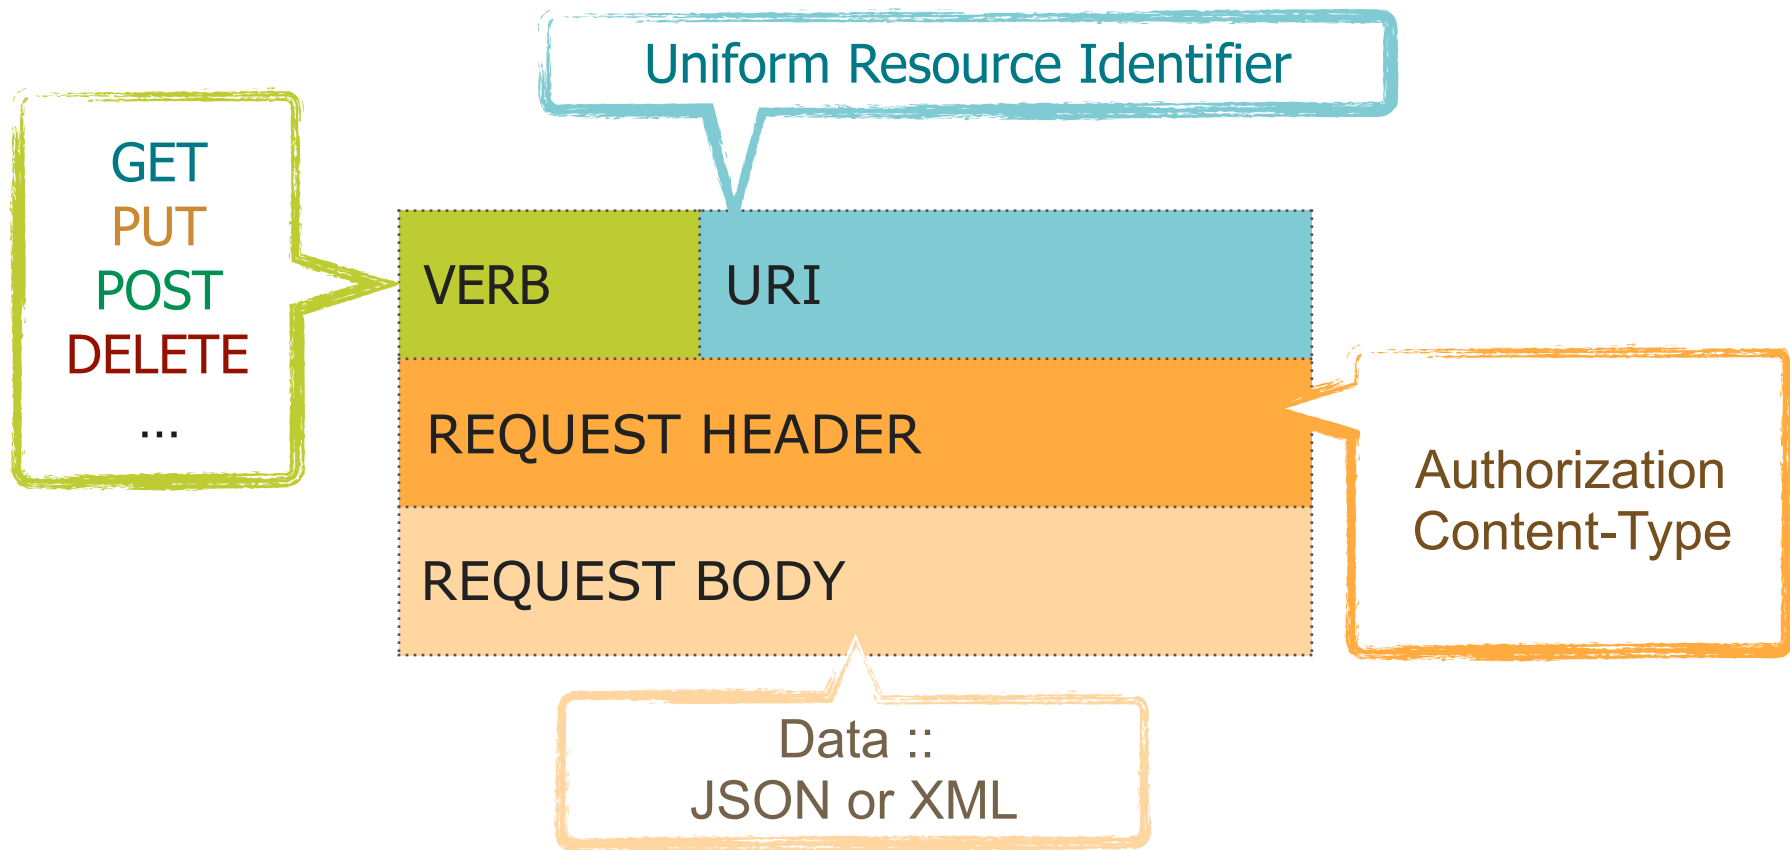 Uniform Resource Identifier
GET
PUT
POST
DELETE
...
VERB
URI
REQUEST HEADER
Authorization
Content-Type
REQUEST BODY
Data ::
JSON or XML